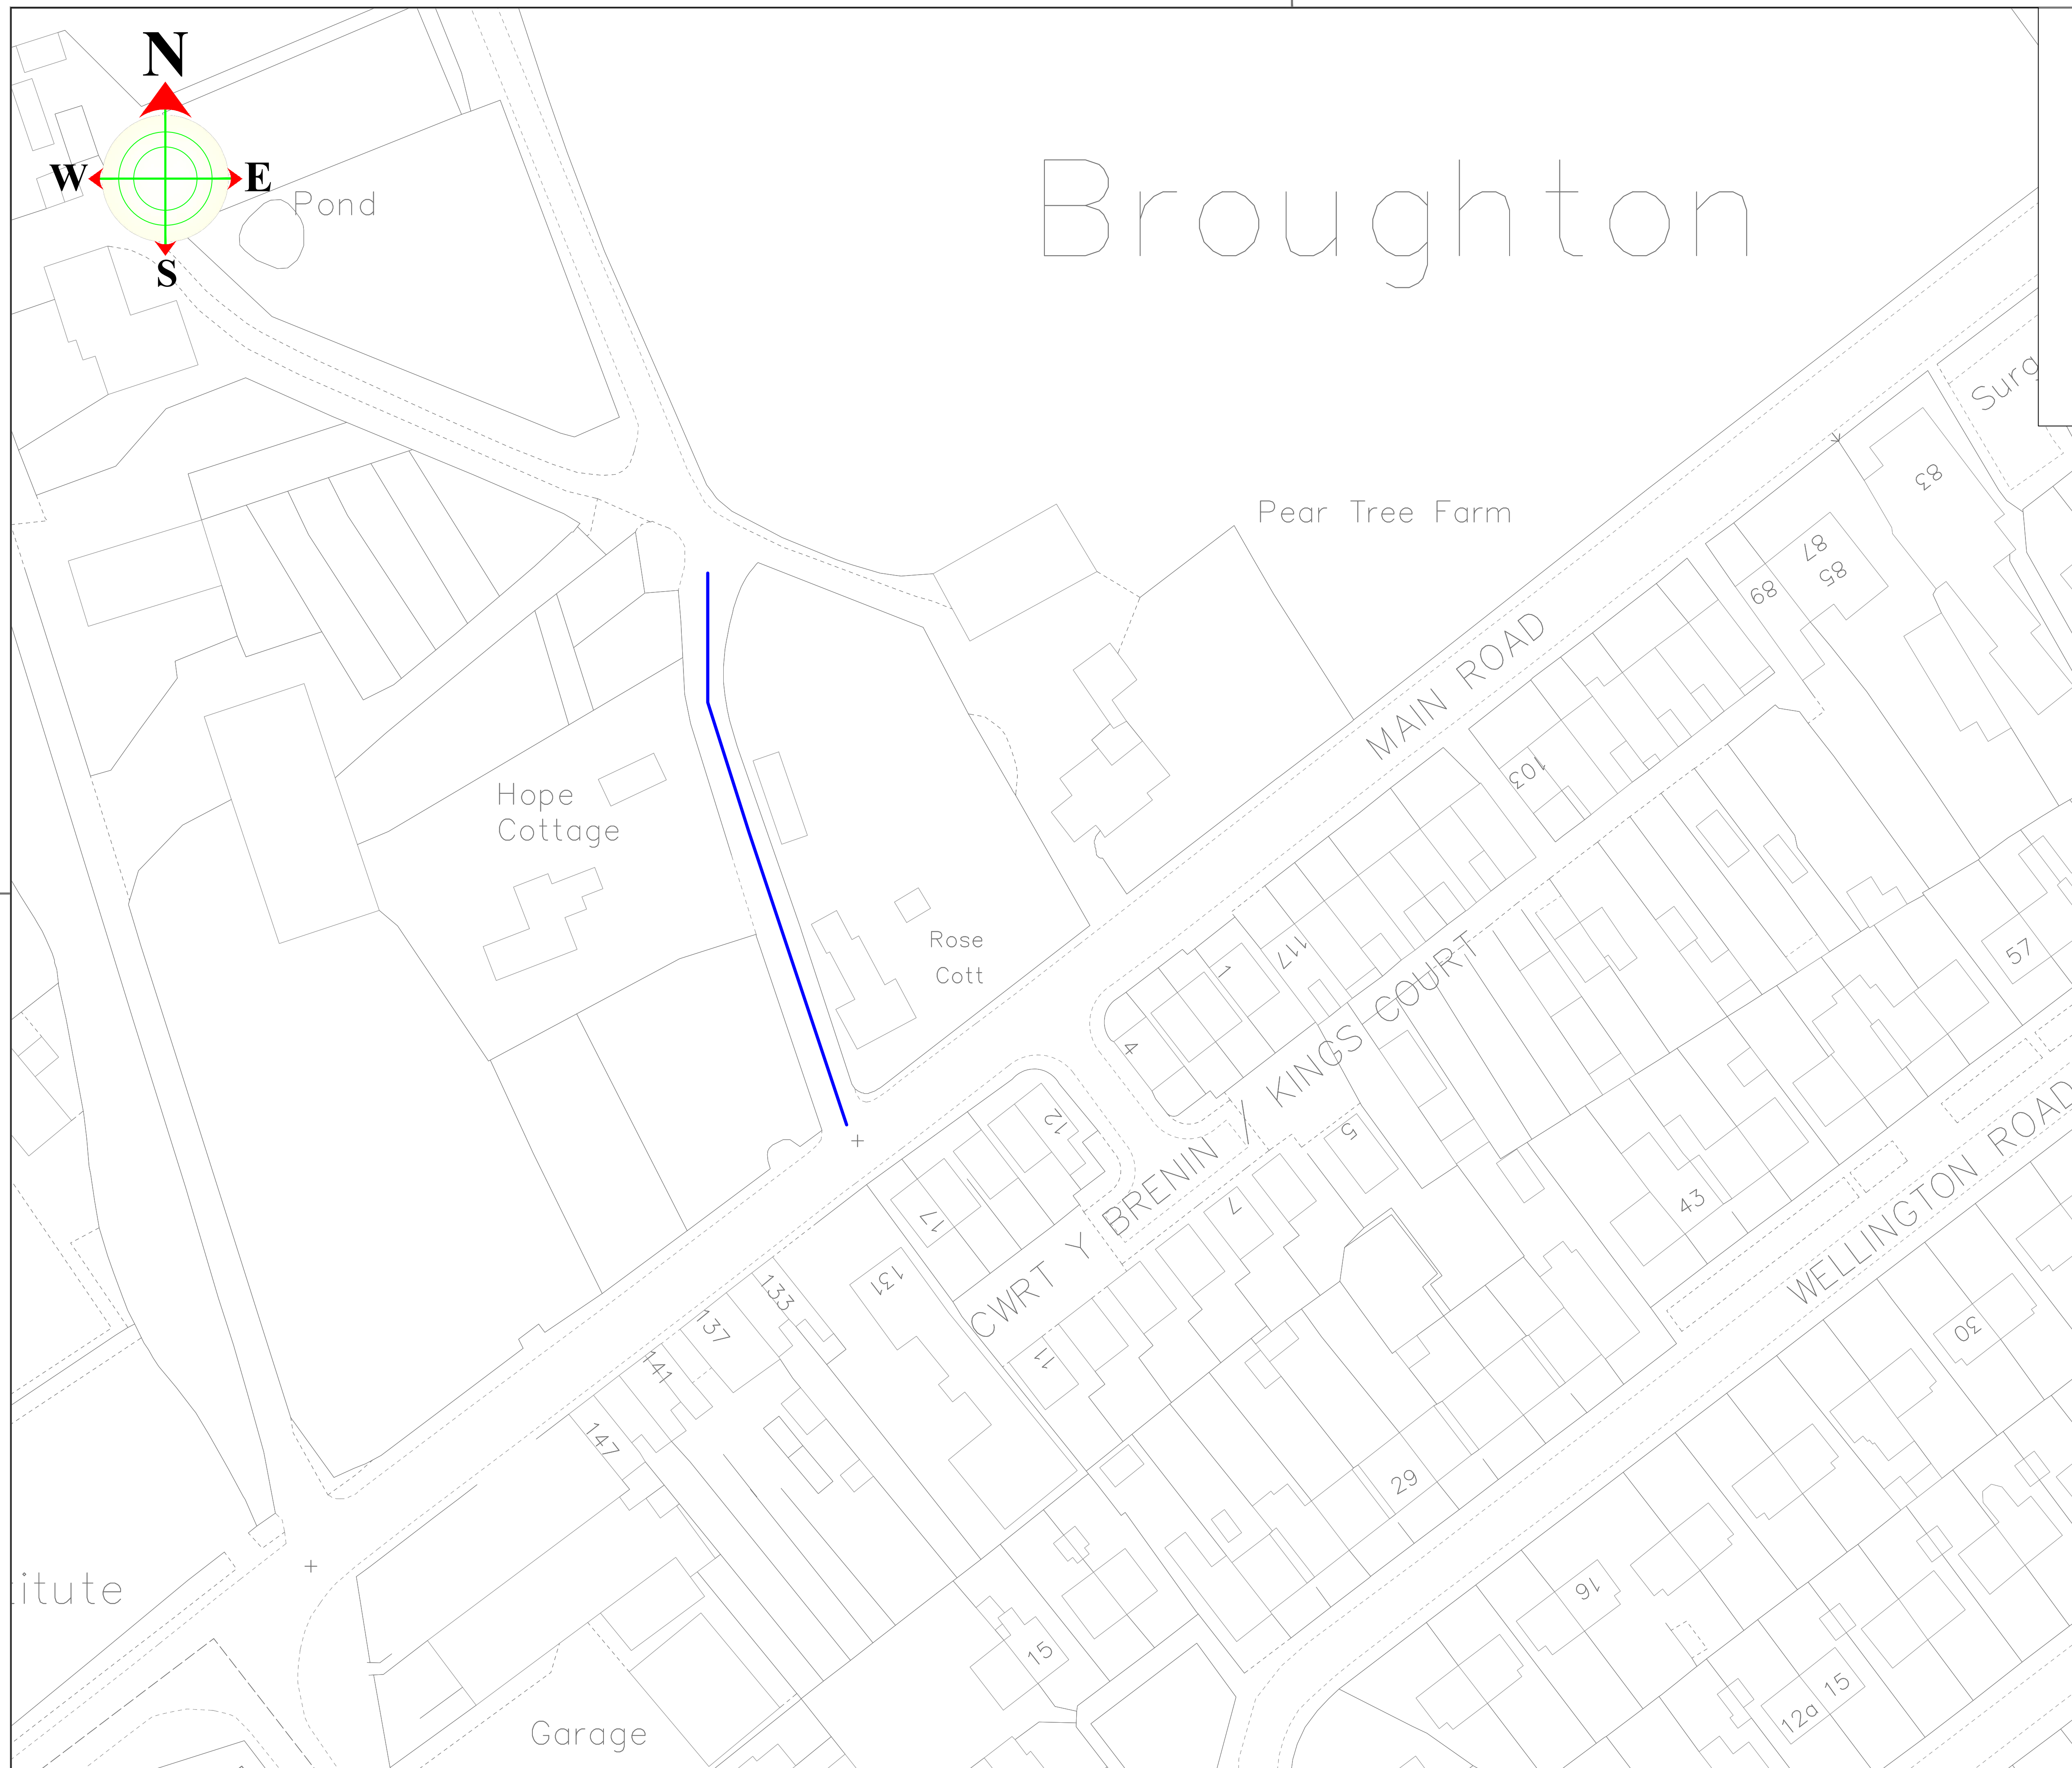 N
W
E
S
Pond
Broughton
Pear Tree Farm
MAIN ROAD
83
87
85
89
103
Hope
Cottage
Rose
Cott
117
1
4
CWRT Y BRENIN / KINGS COURT
57
5
12
17
7
43
WELLINGTON ROAD
131
133
137
141
147
11
30
29
16
15
12a 15
Garage